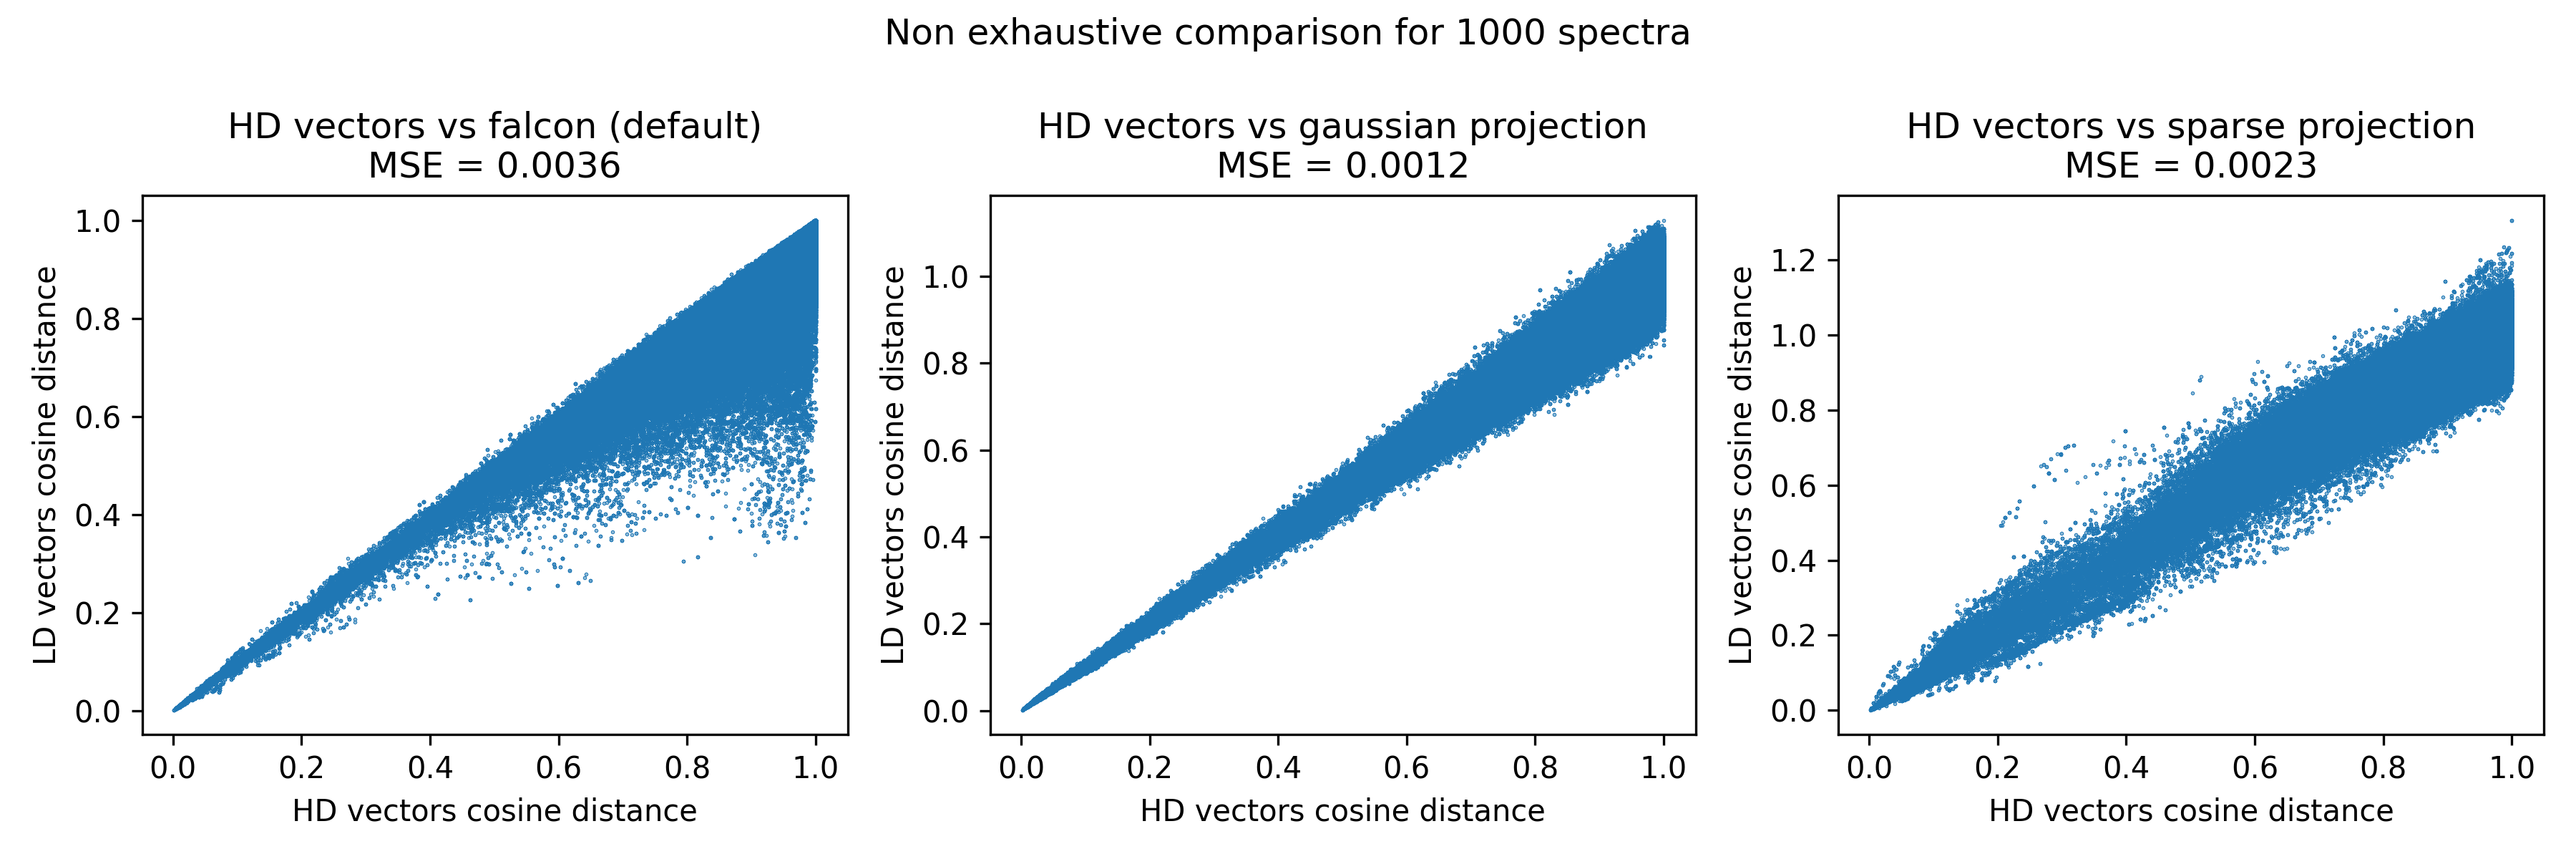 Non exhaustive comparison for 1000 spectra
HD vectors vs falcon (default)
MSE = 0.0036
1.0
0.8
0.6
0.4
0.2
0.0
LD vectors cosine distance
0.0 0.2 0.4 0.6 0.8 1.0
HD vectors cosine distance
HD vectors vs gaussian projection
MSE = 0.0012
1.0
0.8
0.6
0.4
0.2
0.0
LD vectors cosine distance
0.0 0.2 0.4 0.6 0.8 1.0
HD vectors cosine distance
HD vectors vs sparse projection
MSE = 0.0023
1.2
1.0
0.8
0.6
0.4
0.2
0.0
LD vectors cosine distance
0.0 0.2 0.4 0.6 0.8 1.0
HD vectors cosine distance